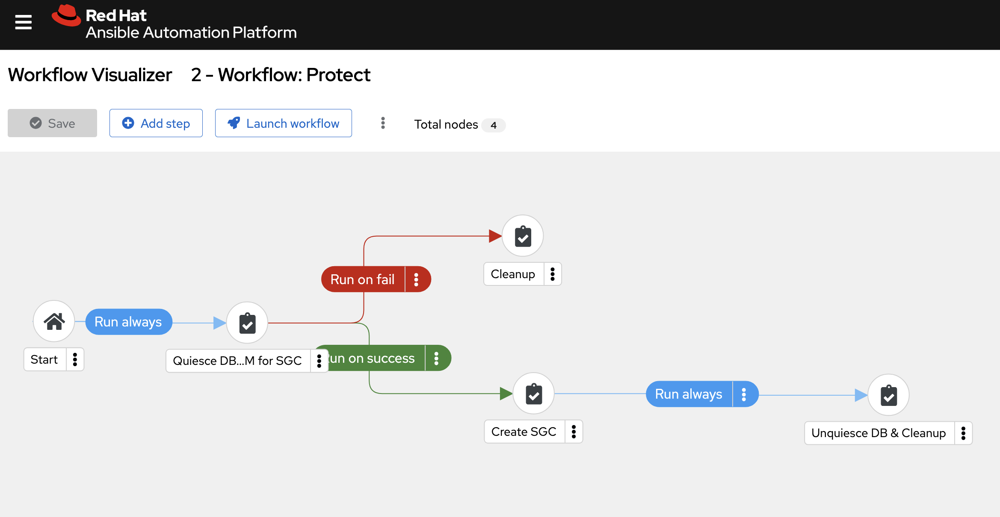 Red Hat
Ansible Automation Platform
Workflow Visualizer 2 - Workflow: Protect
Save
Add step
Launch workflow
Total nodes 4
Run on fail
Cleanup
Run always
Start
Quiesce DB...M for SGC
Run on success
Create SGC
Run always
Unquiesce DB & Cleanup